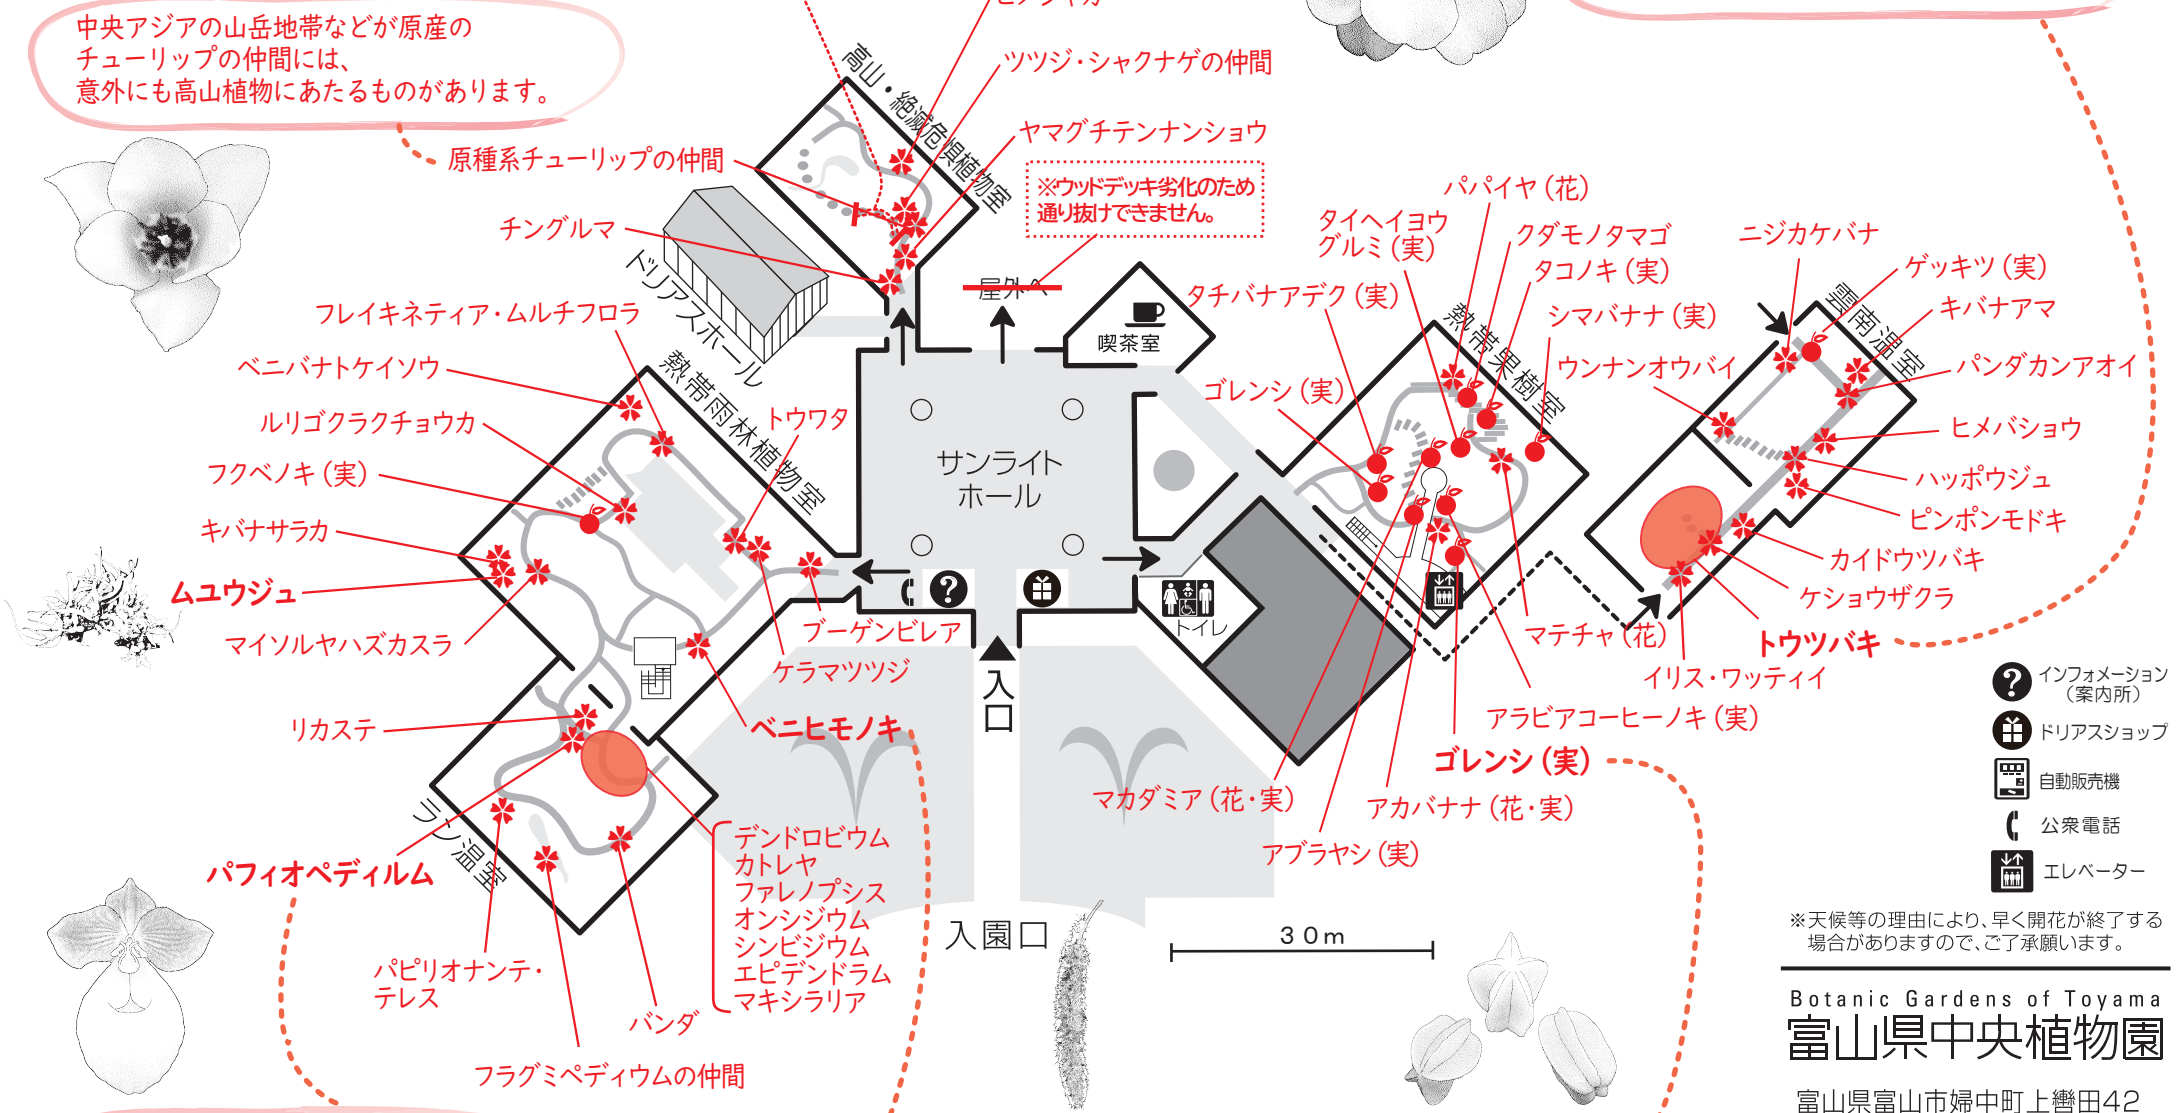 中央アジアの山岳地帯などが原産の
チューリップの仲間には、
意外にも高山植物にあたるものがあります。
ツツジ・シャクナゲの仲間
高山・絶滅危惧植物室
ヤマグチテンナンショウ
原種系チューリップの仲間
※ウッドデッキ劣化のため
通り抜けできません。
チングルマ
ドリアスホール
屋外へ
喫茶室
フレイキネティア・ムルチフロラ
ベニバナトケイソウ
ルリゴクラクチョウカ
フクベノキ（実）
キバナサラカ
ムユウジュ
マイソルヤハズカズラ
熱帯雨林植物室
トウワタ
ブーゲンビレア
ケラマツツジ
ベニヒモノキ
リカステ
ラン温室
パフィオペディルム
パピリオナンテ・
テレス
フラグミペディウムの仲間
バンダ
デンドロビウム
カトレヤ
ファレノプシス
オンシジウム
シンビジウム
エピデンドラム
マキシラリア
サンライト
ホール
入口
入園口
トイレ
30m
パパイヤ（花）
タイヘイヨウ
グルミ（実）
クダモノタマゴ
タコノキ（実）
タチバナアデク（実）
シマバナナ（実）
ゴレンシ（実）
熱帯果樹室
マテチャ（花）
アラビアコーヒーノキ（実）
ゴレンシ（実）
マカダミア（花・実）
アカバナナ（花・実）
アブラヤシ（実）
ニジカケバナ
ゲッキツ（実）
キバナアマ
雲南温室
ウンナンオウバイ
パンダカンアオイ
ヒメバショウ
ハッポウジュ
ピンポンモドキ
カイドウツバキ
ケショウザクラ
トウツバキ
イリス・ワッティイ
インフォメーション
（案内所）
ドリアスショップ
自動販売機
公衆電話
エレベーター
※天候等の理由により、早く開花が終了する
場合がありますので、ご了承願います。
Botanic Gardens of Toyama
富山県中央植物園
富山県富山市婦中町上轡田42